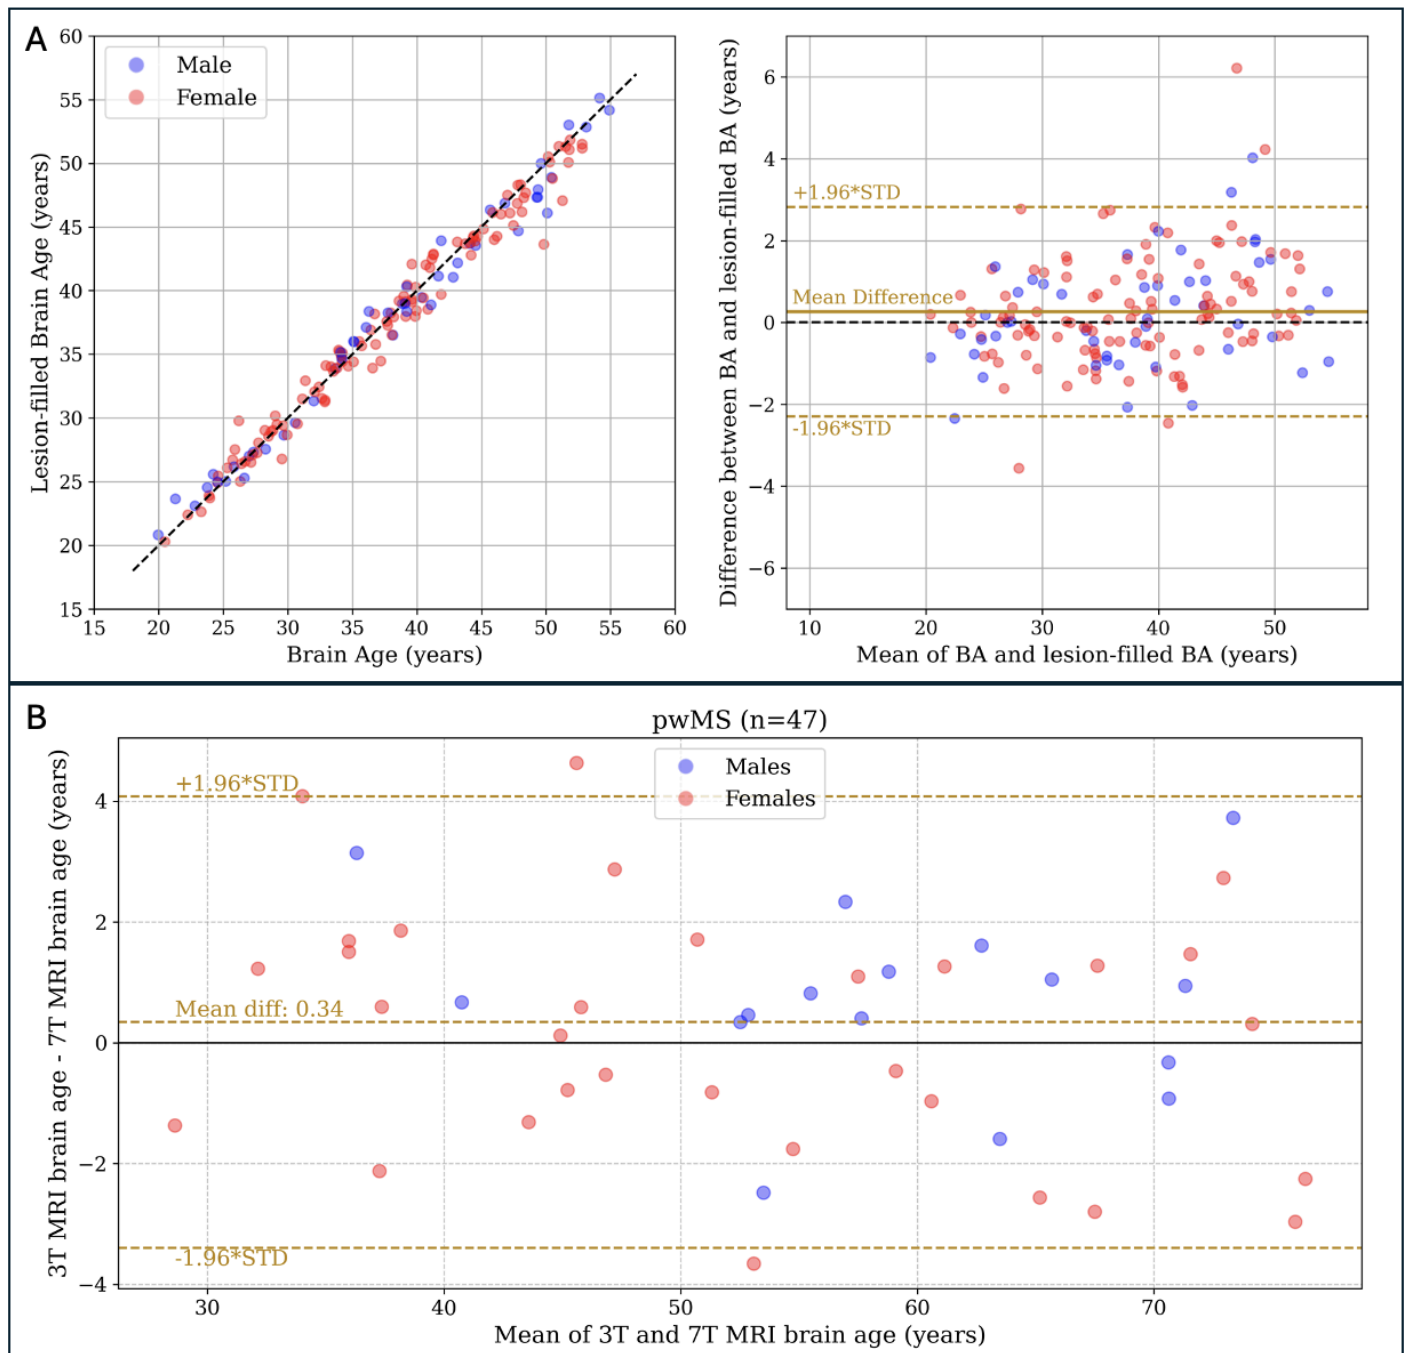 A
60
55
50
45
40
35
30
25
20
15
15 20 25 30 35 40 45 50 55 60
Lesion-filled Brain Age (years)
Brain Age (years)
Male
Female
Difference between BA and lesion-filled BA (years)
6
4
2
0
−2
−4
−6
+1.96*STD
Mean Difference
-1.96*STD
10 20 30 40 50
Mean of BA and lesion-filled BA (years)
B
pwMS (n=47)
3T MRI brain age - 7T MRI brain age (years)
4
2
0
−2
−4
Males
Females
+1.96*STD
Mean diff: 0.34
-1.96*STD
30 40 50 60 70
Mean of 3T and 7T MRI brain age (years)